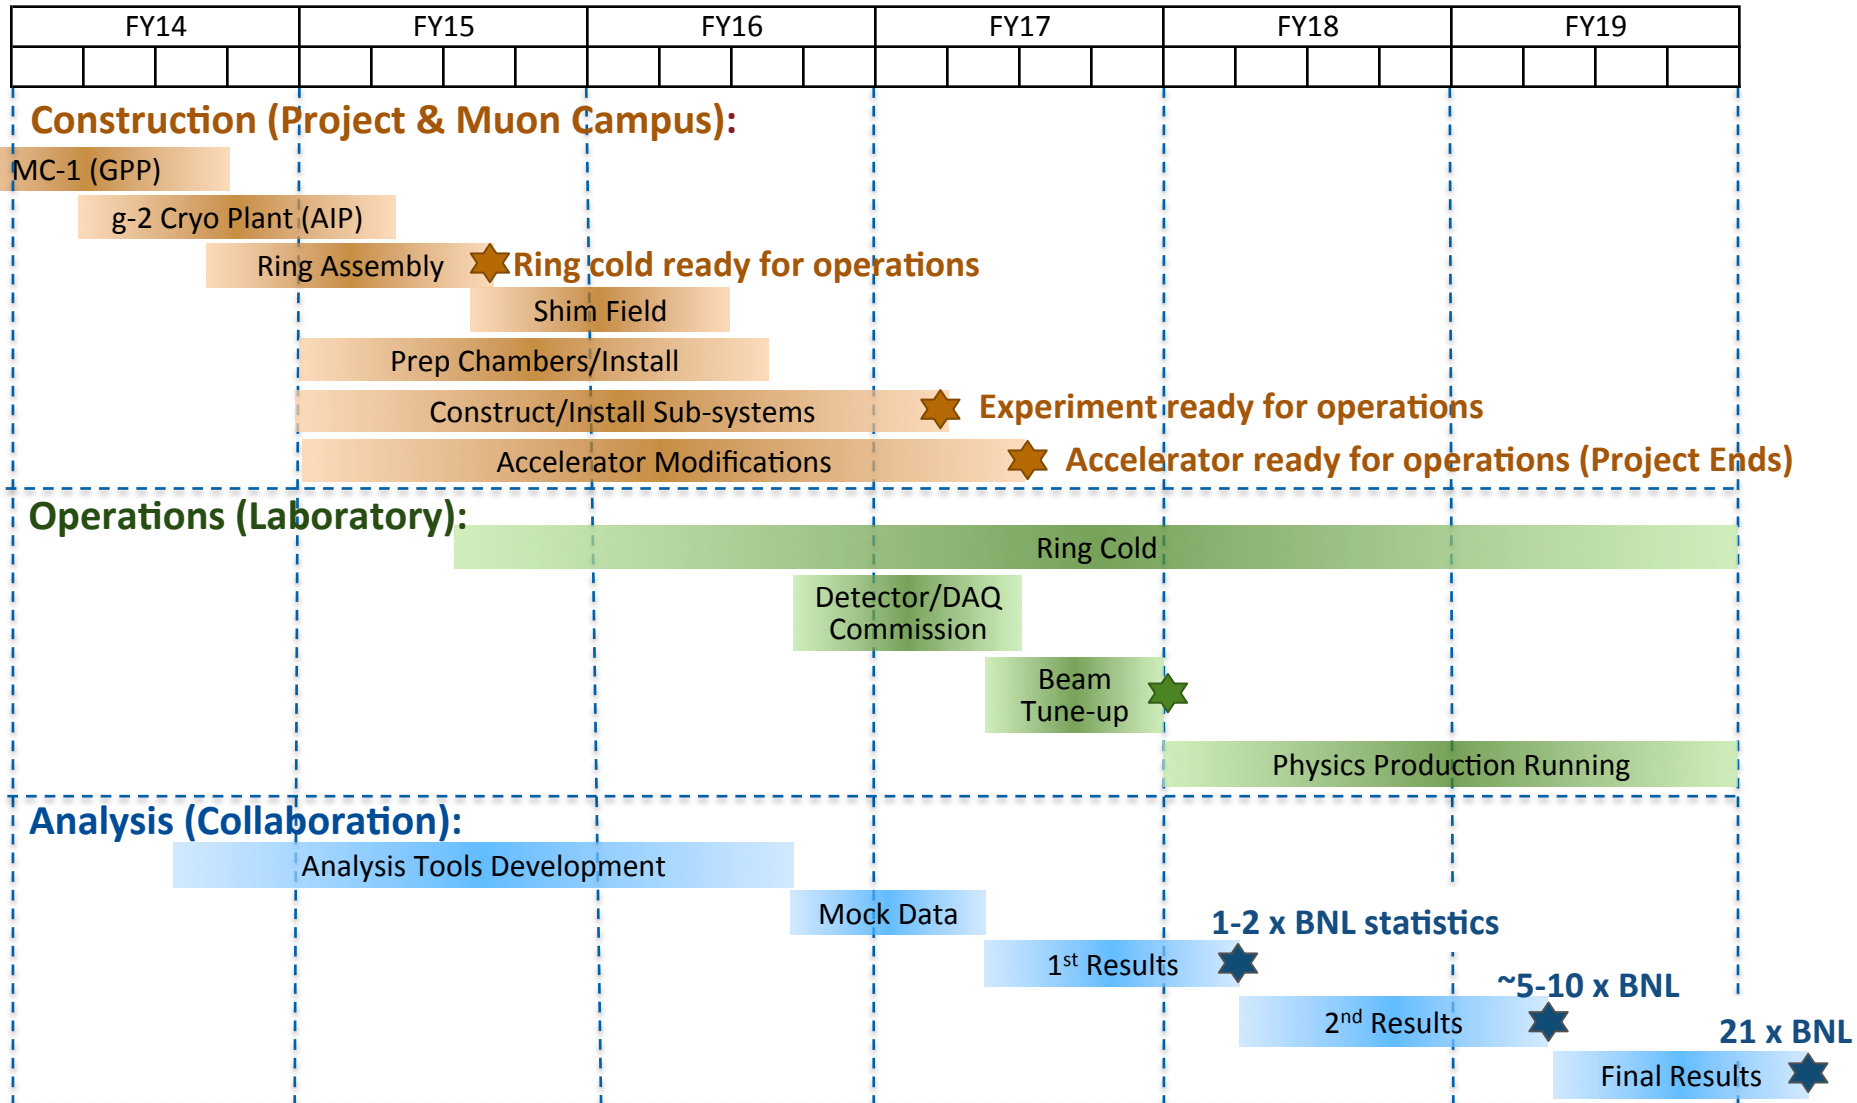 FY14 FY15 FY16 FY17 FY18 FY19
Construction (Project & Muon Campus):
MC-1 (GPP)
g-2 Cryo Plant (AIP)
Ring Assembly
Ring cold ready for operations
Shim Field
Prep Chambers/Install
Construct/Install Sub-systems
Experiment ready for operations
Accelerator Modifications
Accelerator ready for operations (Project Ends)
Operations (Laboratory):
Ring Cold
Detector/DAQ
Commission
Beam
Tune-up
Physics Production Running
Analysis (Collaboration):
Analysis Tools Development
Mock Data
1-2 x BNL statistics
1st Results
~5-10 x BNL
2nd Results
21 x BNL
Final Results